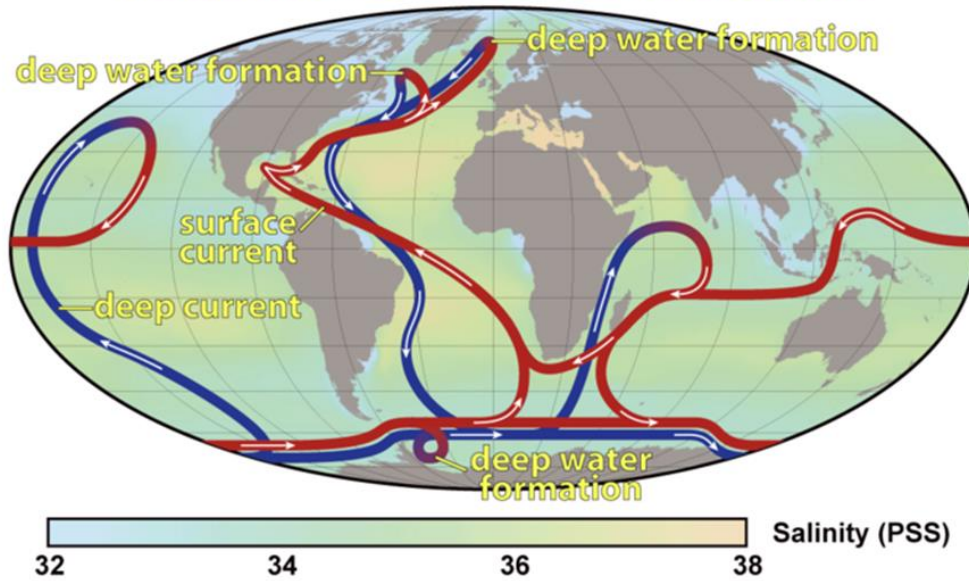 deep water formation
deep water formation
surface
current
deep current
deep water
formation
Salinity (PSS)
32 34 36 38